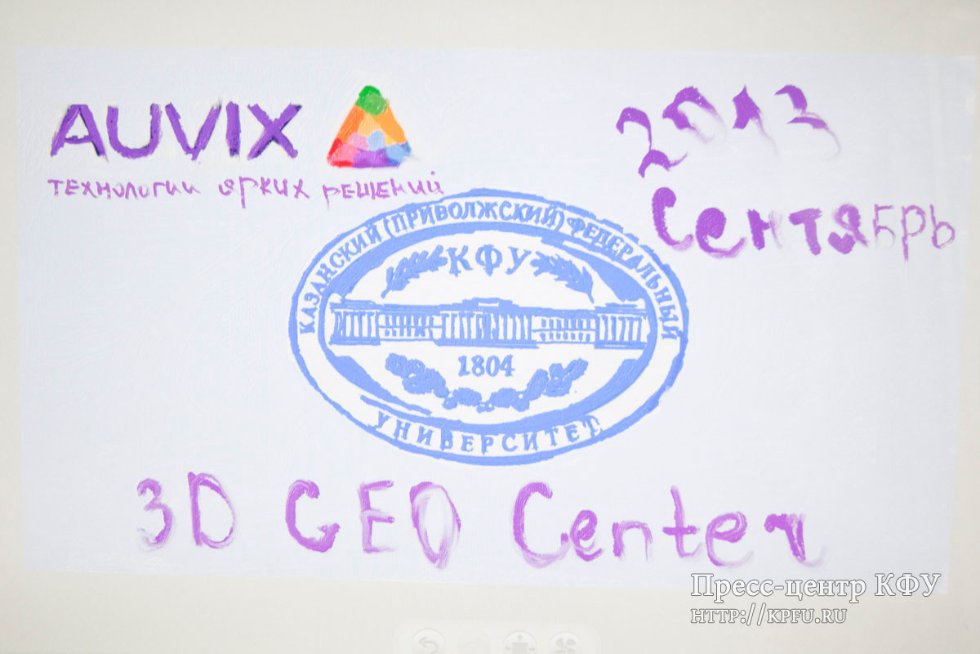 AUVIX
ТЕХНОЛОГИИ ЯРКИХ РЕШЕНИЙ
2013
Сентябрь
КАЗАНСКИЙ (ПРИВОЛЖСКИЙ) ФЕДЕРАЛЬНЫЙ
КФУ
1804
УНИВЕРСИТЕТ
3D GEO Center
Пресс-центр КФУ
HTTP://KPFU.RU